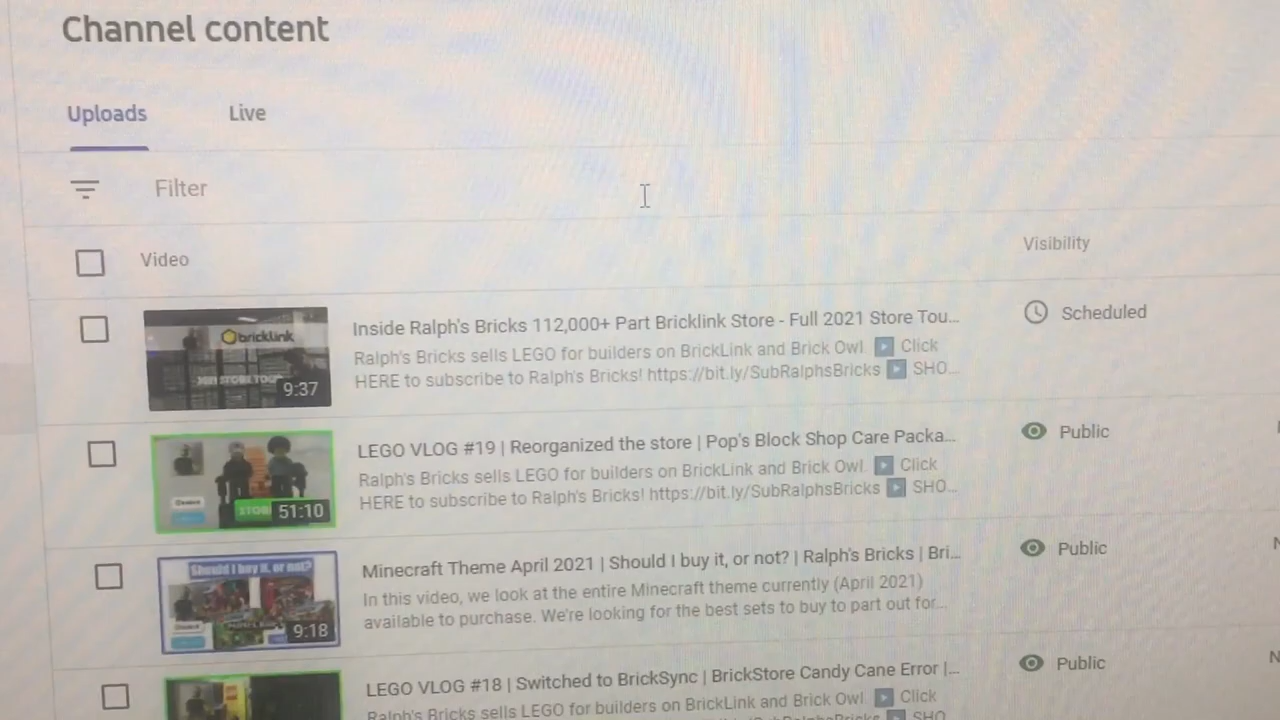 Channel content
Uploads
Live
Filter
Video
Visibility
bricklink
9:37
Inside Ralph's Bricks 112,000+ Part Bricklink Store - Full 2021 Store Tou...
Ralph's Bricks sells LEGO for builders on BrickLink and Brick Owl. Click
HERE to subscribe to Ralph's Bricks! https://bit.ly/SubRalphsBricks SHO...
Scheduled
51:10
LEGO VLOG #19 | Reorganized the store | Pop's Block Shop Care Packa...
Ralph's Bricks sells LEGO for builders on BrickLink and Brick Owl. Click
HERE to subscribe to Ralph's Bricks! https://bit.ly/SubRalphsBricks SHO...
Public
Should I buy it, or not?
9:18
Minecraft Theme April 2021 | Should I buy it, or not? | Ralph's Bricks | Bri...
In this video, we look at the entire Minecraft theme currently (April 2021)
available to purchase. We're looking for the best sets to buy to part out for...
Public
LEGO VLOG #18 | Switched to BrickSync | BrickStore Candy Cane Error |...
Ralph's Bricks sells LEGO for builders on BrickLink and Brick Owl. Click
SHO...
Public